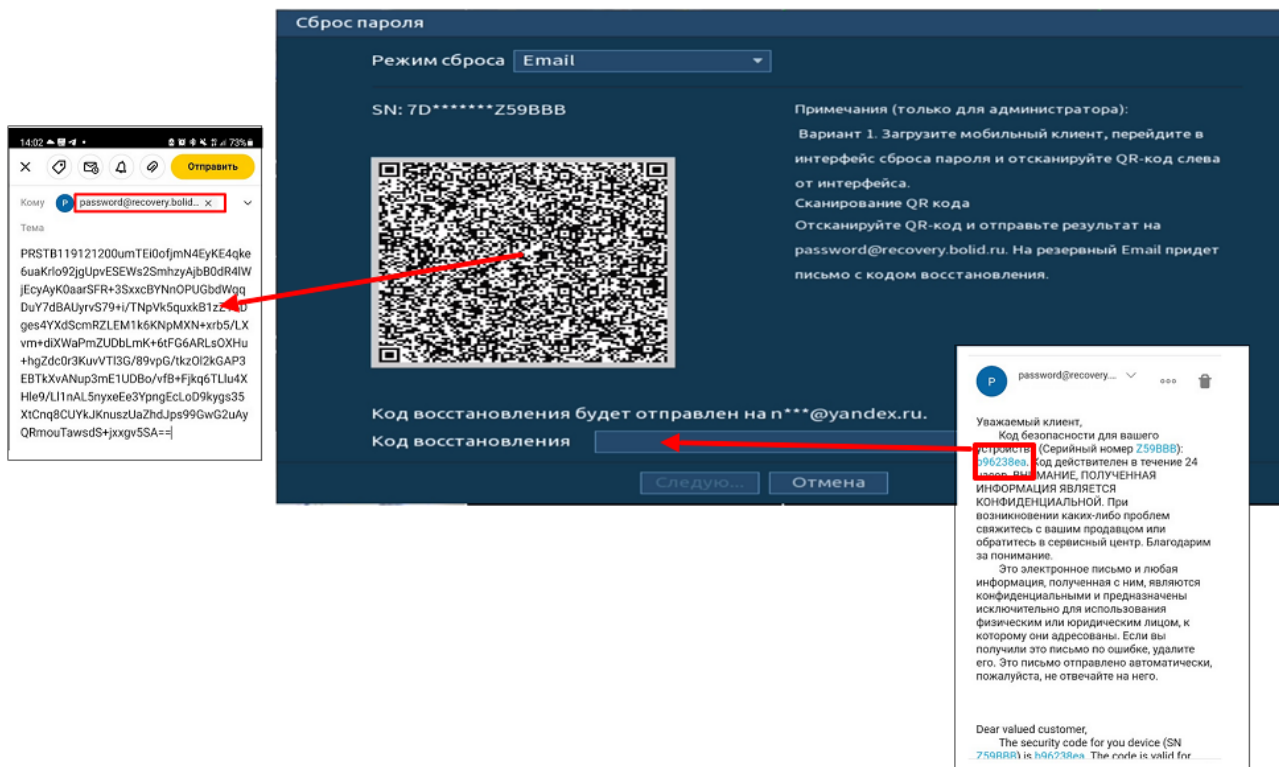 Сброс пароля
Режим сброса Email
SN: 7D*******Z59BBB
Примечания (только для администратора):
Вариант 1. Загрузите мобильный клиент, перейдите в
интерфейс сброса пароля и отсканируйте QR-код слева
от интерфейса.
Сканирование QR кода
Отсканируйте QR-код и отправьте результат на
password@recovery.bolid.ru. На резервный Email придет
письмо с кодом восстановления.
Код восстановления будет отправлен на n***@yandex.ru.
Код восстановления
Следую... Отмена
14:02 73%
Отправить
Кому P password@recovery.bolid... ×
Тема
PRSTB119121200umTEi0ofjmN4EyKE4qke
6uaKrlo92jgUpvESEWs2SmhzyAjbB0dR4lW
jEcyAyK0aarSFR+3SxxcBYNnOPUGbdWqq
DuY7dBAUyrvS79+i/TNpVk5quxkB1zZ
ges4YXdScmRZLEM1k6KNpMXN+xrb5/LX
vm+diXWaPmZUDbLmK+6tFG6ARLsOXHu
+hgZdc0r3KuvVTl3G/89vpG/tkzOl2kGAP3
EBTkXvANup3mE1UDBo/vfB+Fjkq6TLlu4X
Hle9/Ll1nAL5nyxeEe3YpngEcLoD9kygs35
XtCnq8CUYkJKnuszUaZhdJps99GwG2uAy
QRmouTawsdS+jxxgv5SA==
P password@recovery....
Уважаемый клиент,
Код безопасности для вашего
устройства (Серийный номер Z59BBB):
b96238ea. Код действителен в течение 24
часов. ВНИМАНИЕ, ПОЛУЧЕННАЯ
ИНФОРМАЦИЯ ЯВЛЯЕТСЯ
КОНФИДЕНЦИАЛЬНОЙ. При
возникновении каких-либо проблем
свяжитесь с вашим продавцом или
обратитесь в сервисный центр. Благодарим
за понимание.
Это электронное письмо и любая
информация, полученная с ним, являются
конфиденциальными и предназначены
исключительно для использования
физическим или юридическим лицом, к
которому они адресованы. Если вы
получили это письмо по ошибке, удалите
его. Это письмо отправлено автоматически,
пожалуйста, не отвечайте на него.
Dear valued customer,
The security code for you device (SN
Z59BBB) is b96238ea. The code is valid for